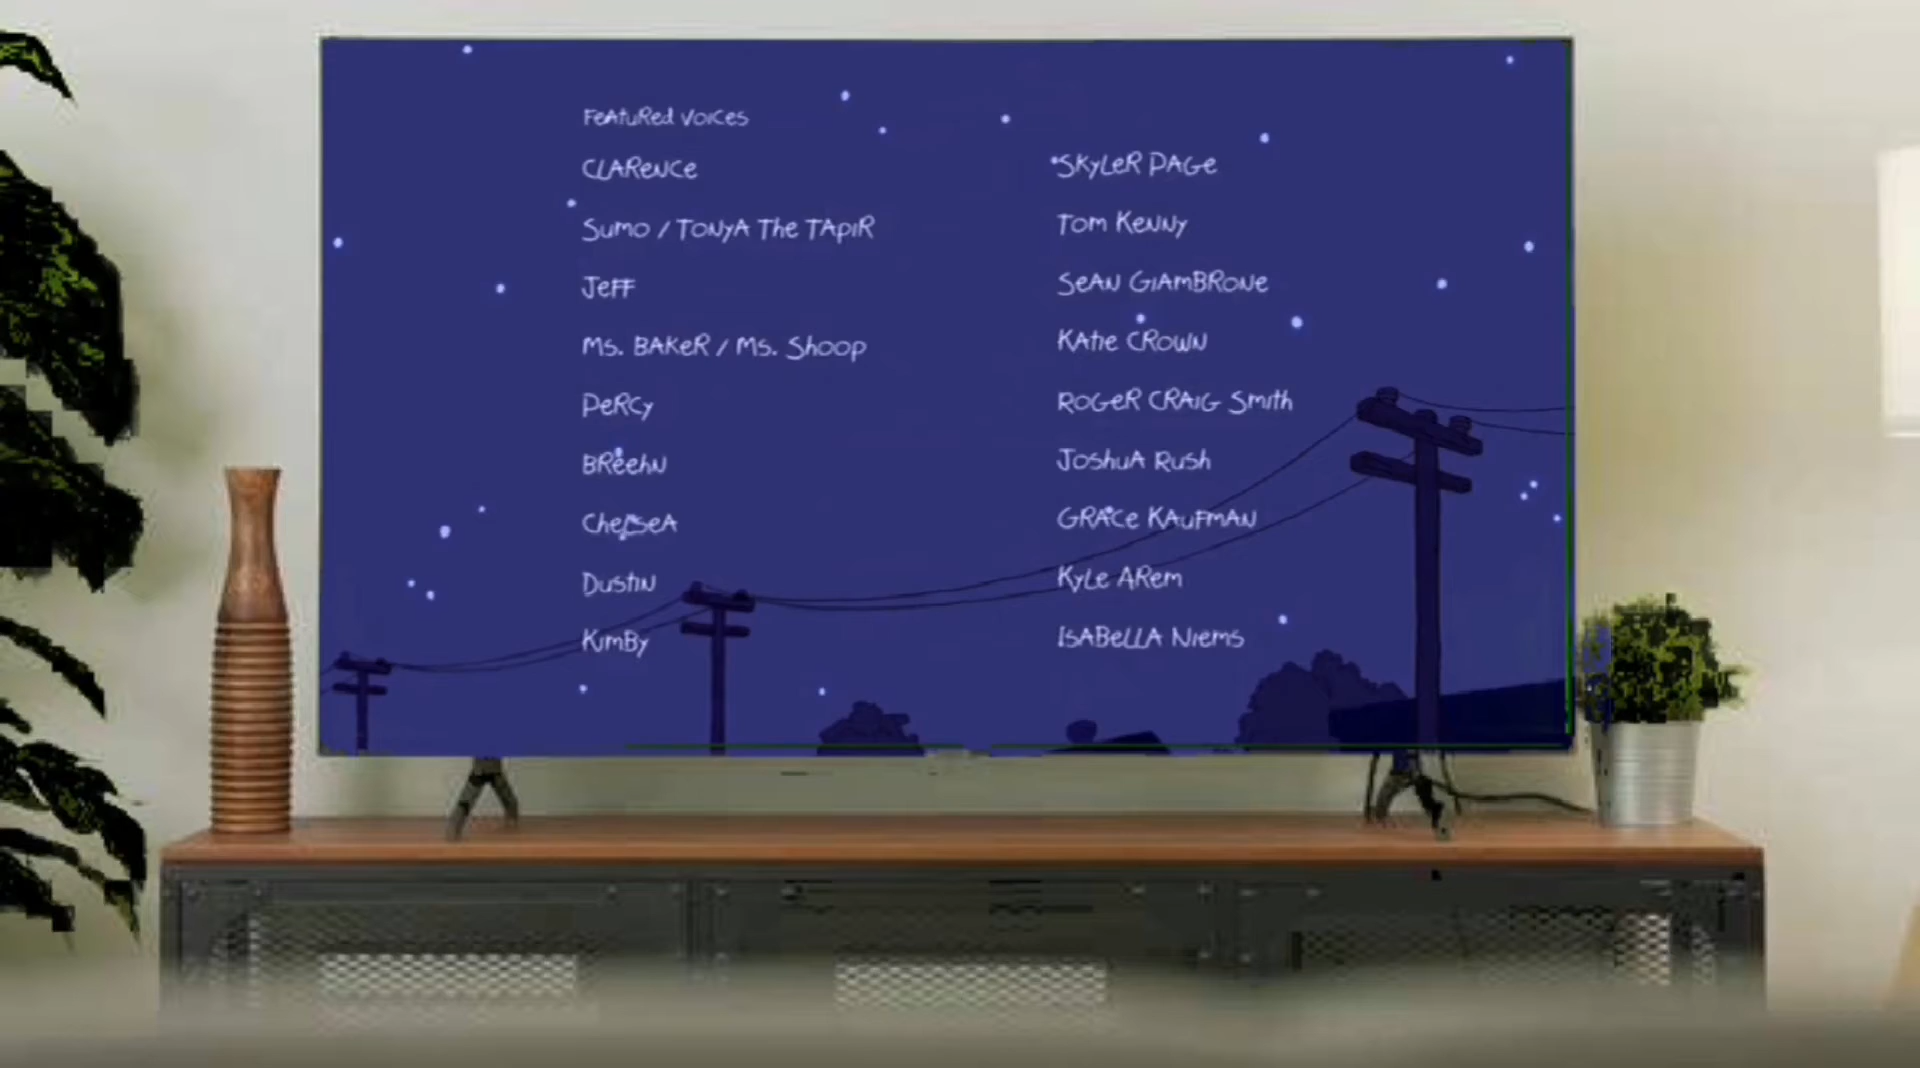 Featured Voices
Clarence Skyler Page
Sumo / Tonya The Tapir Tom Kenny
Jeff Sean Giambrone
Ms. Baker / Ms. Shoop Katie Crown
Percy Roger Craig Smith
Breehn Joshua Rush
Chelsea Grace Kaufman
Dustin Kyle Arem
Kimby Isabella Niems